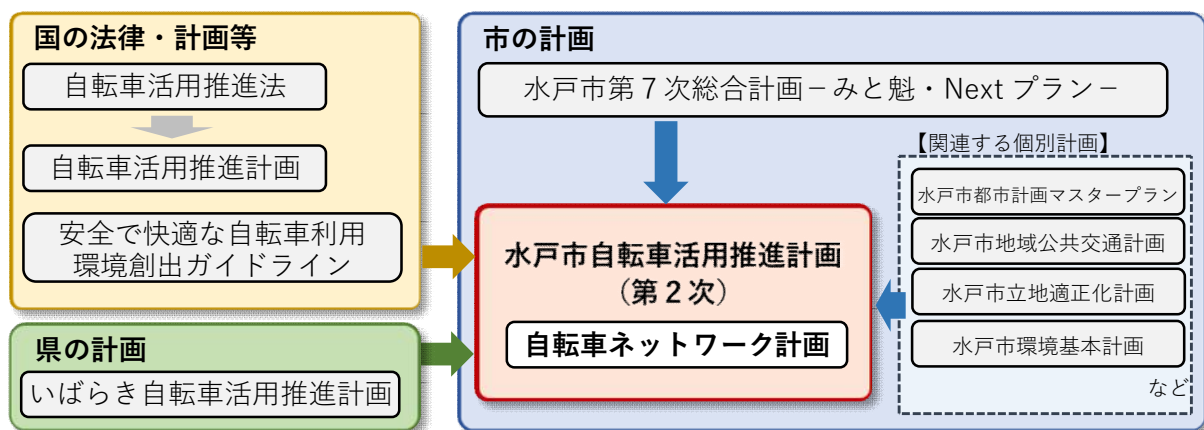 国の法律・計画等
自転車活用推進法
自転車活用推進計画
安全で快適な自転車利用
環境創出ガイドライン
県の計画
いばらき自転車活用推進計画
市の計画
水戸市第７次総合計画－みと魁・Next プラン－
【関連する個別計画】
水戸市都市計画マスタープラン
水戸市地域公共交通計画
水戸市立地適正化計画
水戸市環境基本計画
など
水戸市自転車活用推進計画
（第２次）
自転車ネットワーク計画